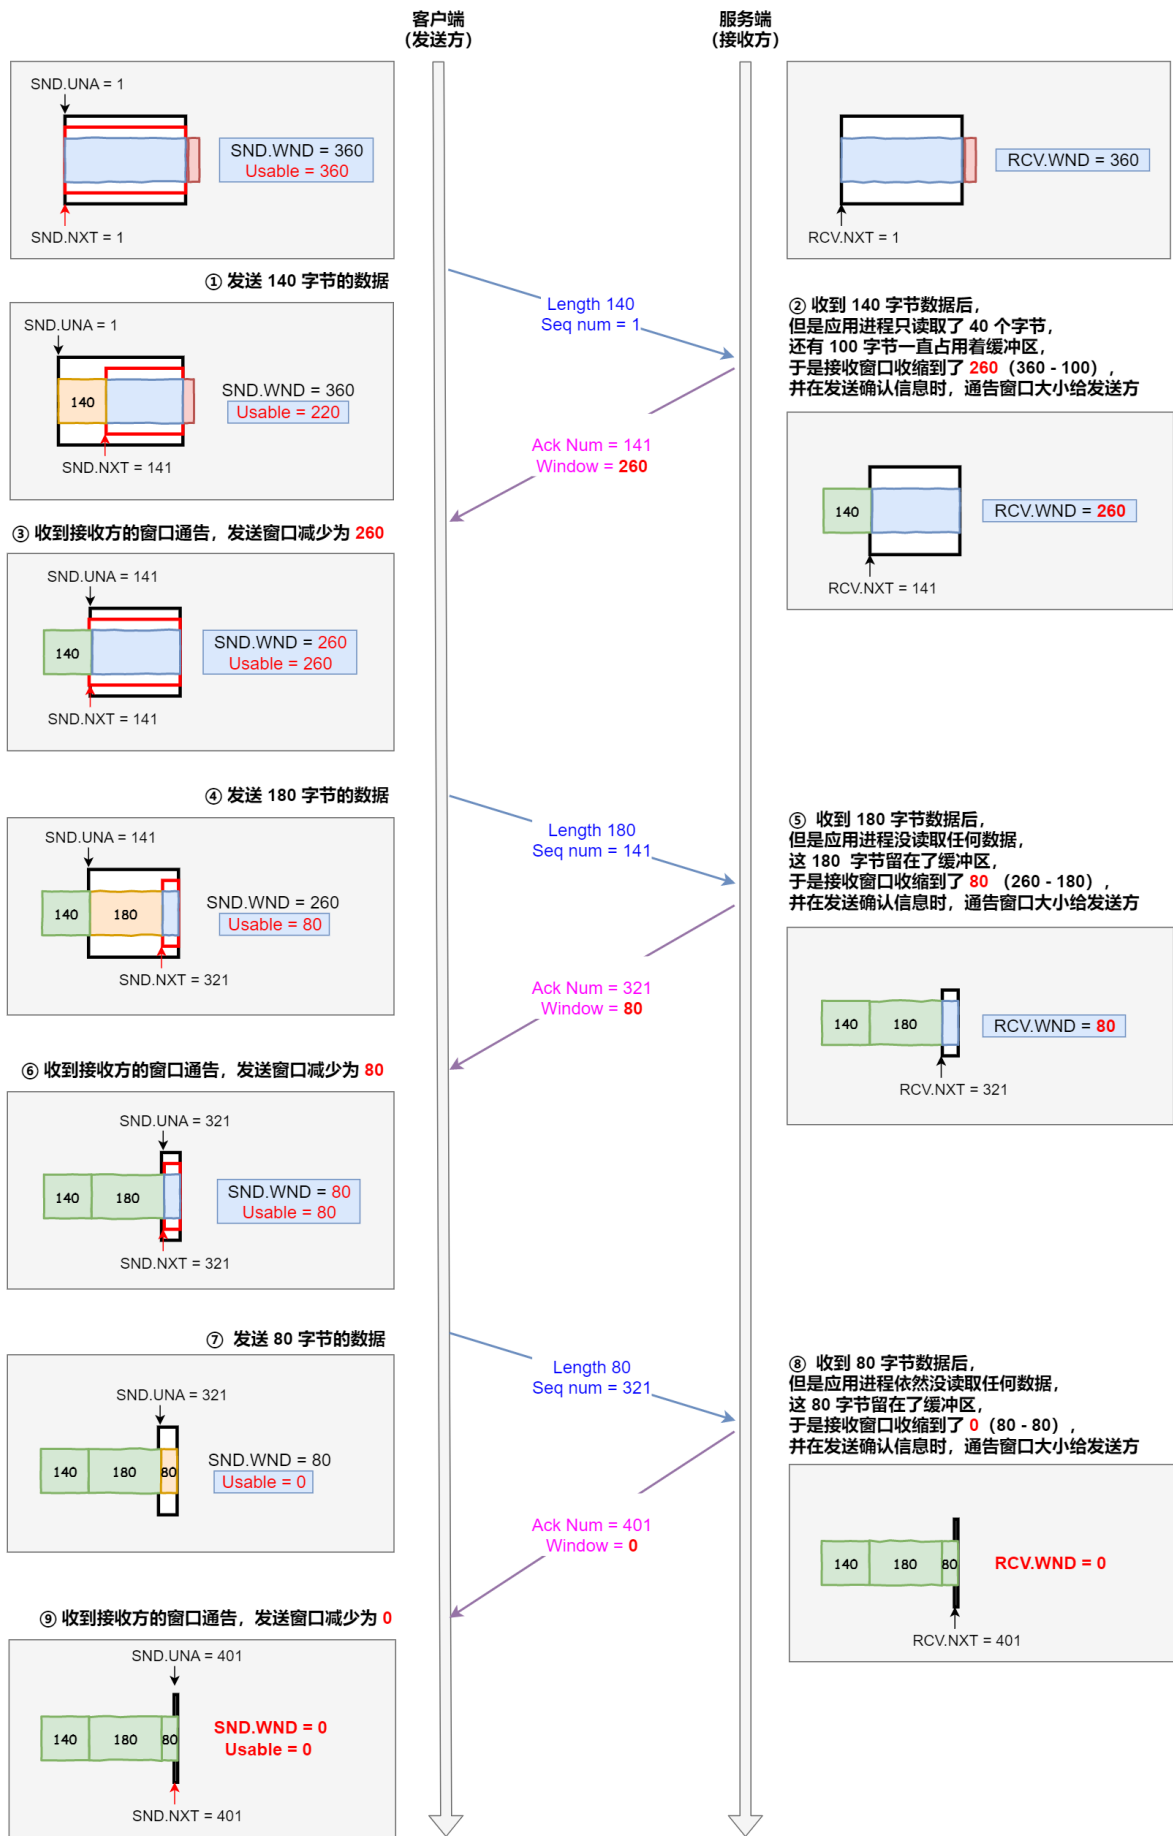 客户端
（发送方）
服务端
（接收方）
SND.UNA = 1
SND.WND = 360
Usable = 360
SND.NXT = 1
RCV.WND = 360
RCV.NXT = 1
① 发送 140 字节的数据
Length 140
Seq num = 1
② 收到 140 字节数据后，
但是应用进程只读取了 40 个字节，
还有 100 字节一直占用着缓冲区，
于是接收窗口收缩到了 260（360 - 100），
并在发送确认信息时，通告窗口大小给发送方
SND.UNA = 1
140
SND.WND = 360
Usable = 220
SND.NXT = 141
Ack Num = 141
Window = 260
140
RCV.WND = 260
RCV.NXT = 141
③ 收到接收方的窗口通告，发送窗口减少为 260
SND.UNA = 141
140
SND.WND = 260
Usable = 260
SND.NXT = 141
④ 发送 180 字节的数据
Length 180
Seq num = 141
⑤ 收到 180 字节数据后，
但是应用进程没读取任何数据，
这 180 字节留在了缓冲区，
于是接收窗口收缩到了 80 （260 - 180），
并在发送确认信息时，通告窗口大小给发送方
SND.UNA = 141
140
180
SND.WND = 260
Usable = 80
SND.NXT = 321
Ack Num = 321
Window = 80
140
180
RCV.WND = 80
RCV.NXT = 321
⑥ 收到接收方的窗口通告，发送窗口减少为 80
SND.UNA = 321
140
180
SND.WND = 80
Usable = 80
SND.NXT = 321
⑦ 发送 80 字节的数据
Length 80
Seq num = 321
⑧ 收到 80 字节数据后，
但是应用进程依然没读取任何数据，
这 80 字节留在了缓冲区，
于是接收窗口收缩到了 0（80 - 80），
并在发送确认信息时，通告窗口大小给发送方
SND.UNA = 321
140
180
80
SND.WND = 80
Usable = 0
Ack Num = 401
Window = 0
140
180
80
RCV.WND = 0
RCV.NXT = 401
⑨ 收到接收方的窗口通告，发送窗口减少为 0
SND.UNA = 401
140
180
80
SND.WND = 0
Usable = 0
SND.NXT = 401